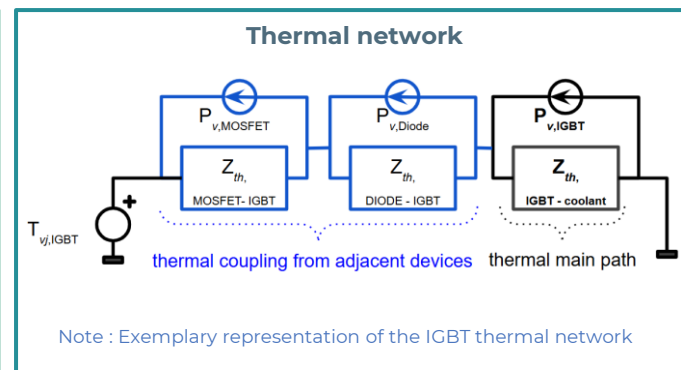 Thermal network
P v,MOSFET
P v,Diode
P v,IGBT
Z th,
MOSFET- IGBT
Z th,
DIODE - IGBT
Z th,
IGBT - coolant
+
T vj,IGBT
thermal coupling from adjacent devices
thermal main path
Note : Exemplary representation of the IGBT thermal network